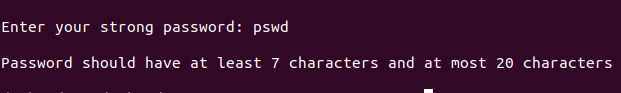 Enter your strong password: pswd
Password should have at least 7 characters and at most 20 characters